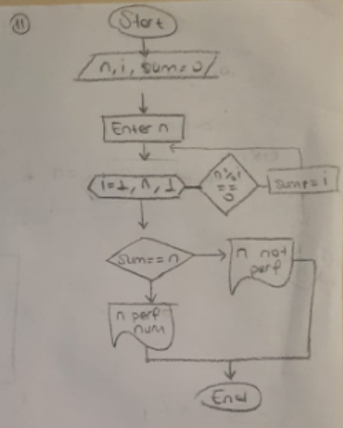 11
Start
n, i, sum = 0
Enter n
i=1, n, 1
n%i
==
0
sum+=i
sum==n
n not
perf
n perf
num
End